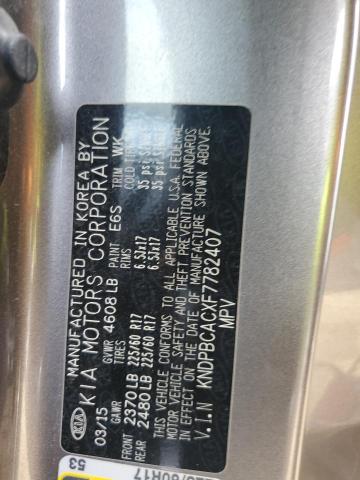 MANUFACTURED IN KOREA BY
KIA KIA MOTORS CORPORATION
03/15 GVWR 4608 LB PAINT E6S TRIM WK
GAWR TIRES RIMS COLD TIRE
FRONT 2370 LB 225/60 R17 6.5Jx17 35 psi
REAR 2480 LB 225/60 R17 6.5Jx17 35 psi
THIS VEHICLE CONFORMS TO ALL APPLICABLE U.S.A. FEDERAL
MOTOR VEHICLE SAFETY AND THEFT PREVENTION STANDARDS
IN EFFECT ON THE DATE OF MANUFACTURE SHOWN ABOVE.
V.I.N KNDPBCACXF7782407
MPV
53